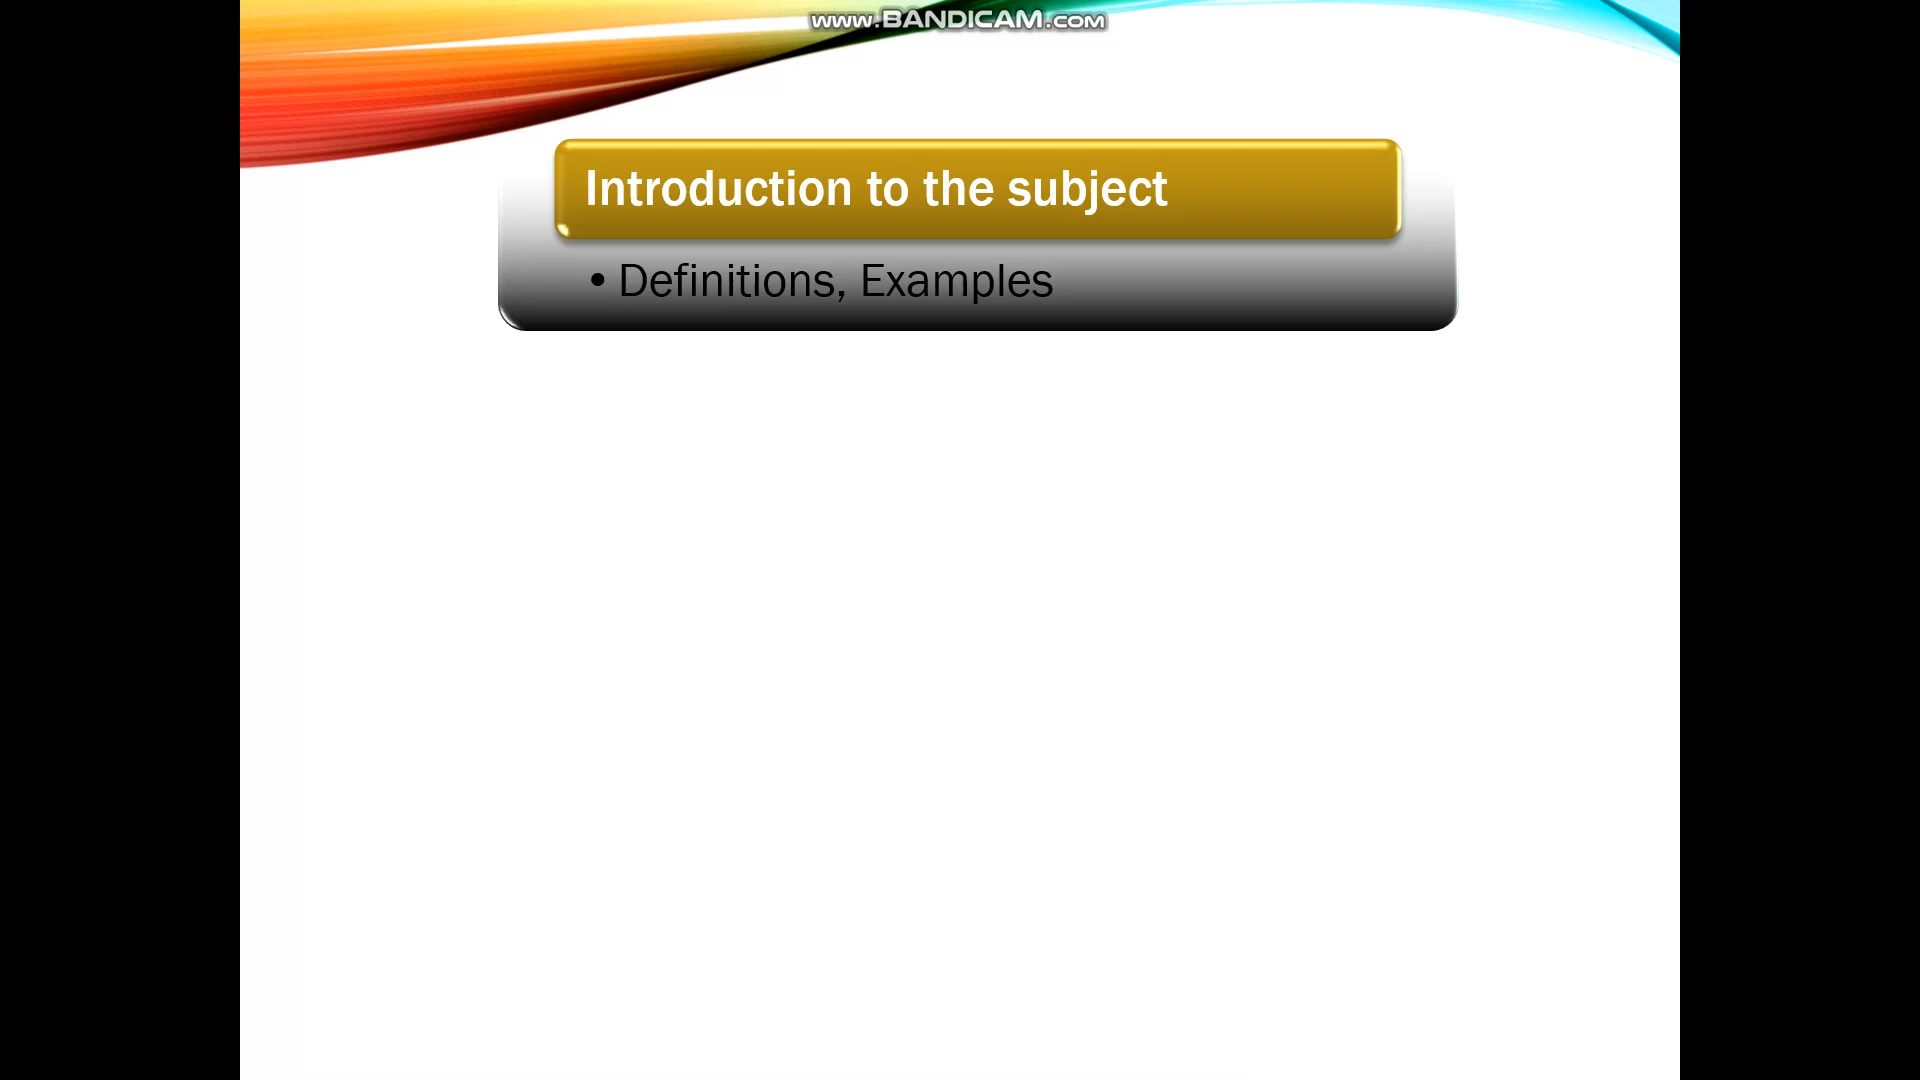 www.BANDICAM.com
Introduction to the subject
• Definitions, Examples